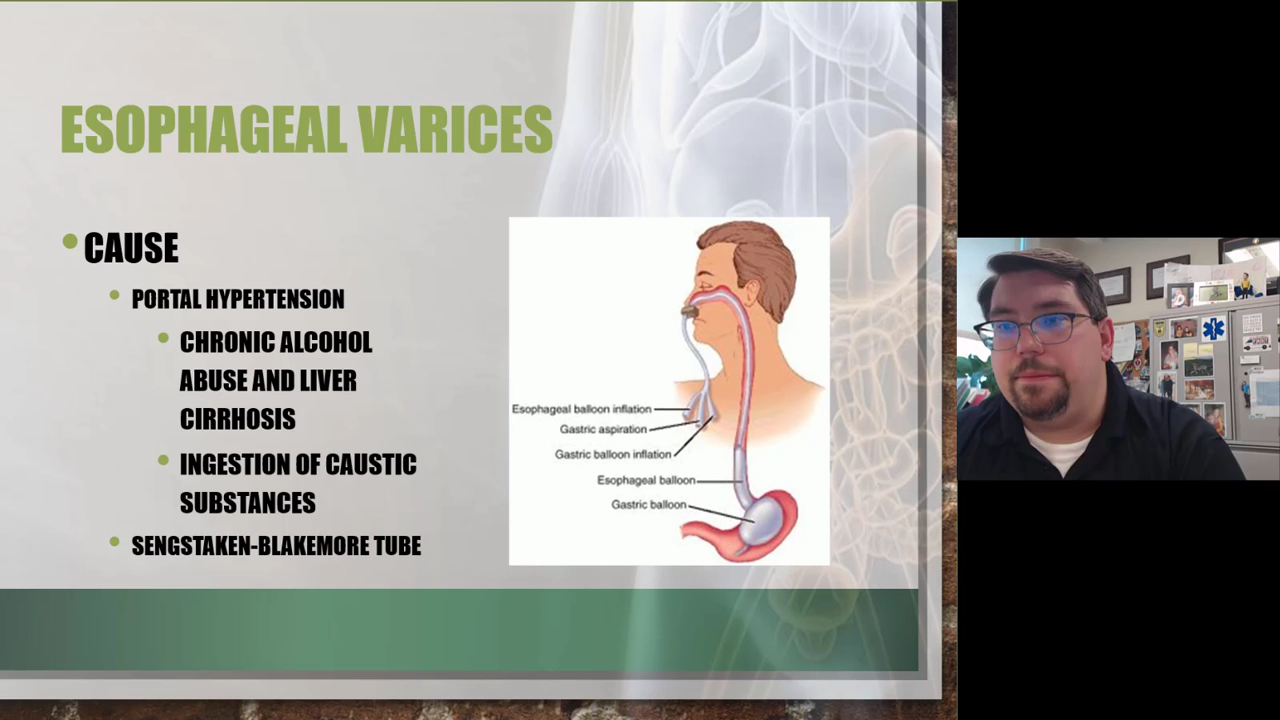 ESOPHAGEAL VARICES
CAUSE
PORTAL HYPERTENSION
CHRONIC ALCOHOL
ABUSE AND LIVER
CIRRHOSIS
INGESTION OF CAUSTIC
SUBSTANCES
SENGSTAKEN-BLAKEMORE TUBE
Esophageal balloon inflation
Gastric aspiration
Gastric balloon inflation
Esophageal balloon
Gastric balloon